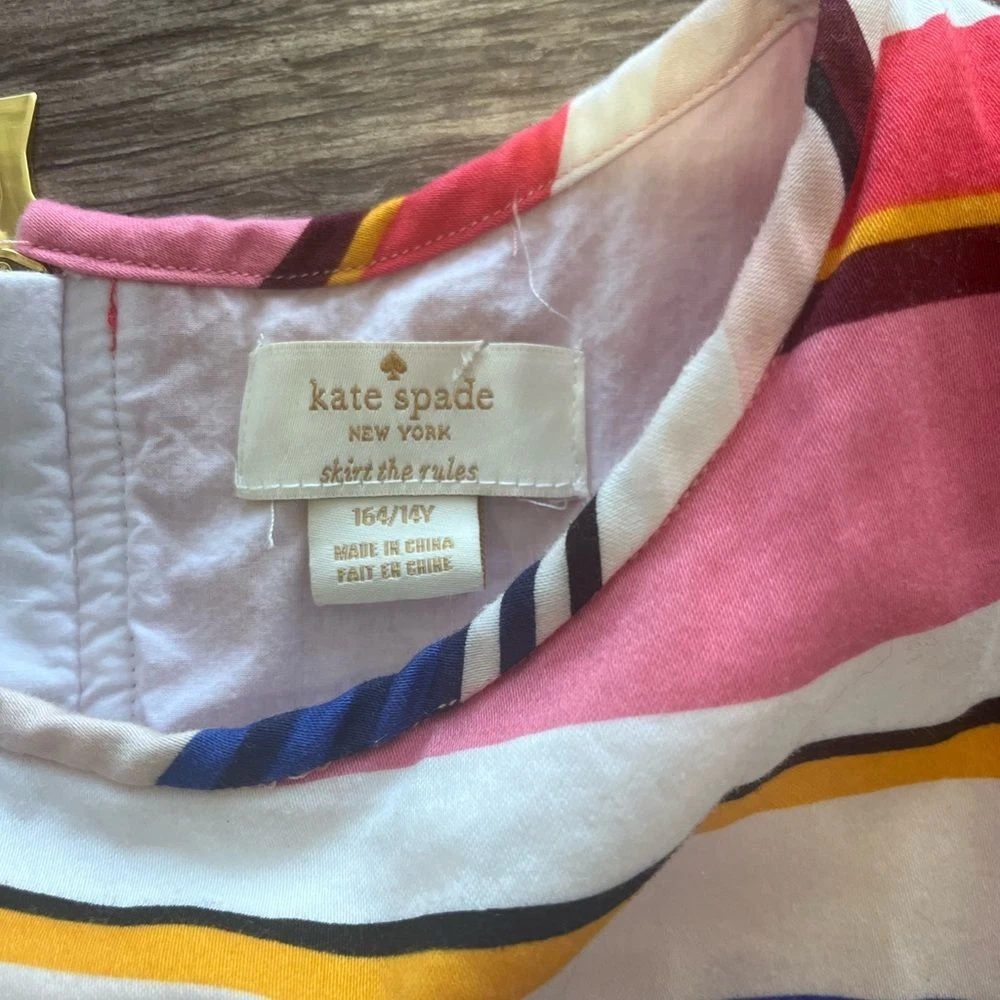 kate spade
NEW YORK
skirt the rules
164/14Y
MADE IN CHINA
FAIT EN CHINE